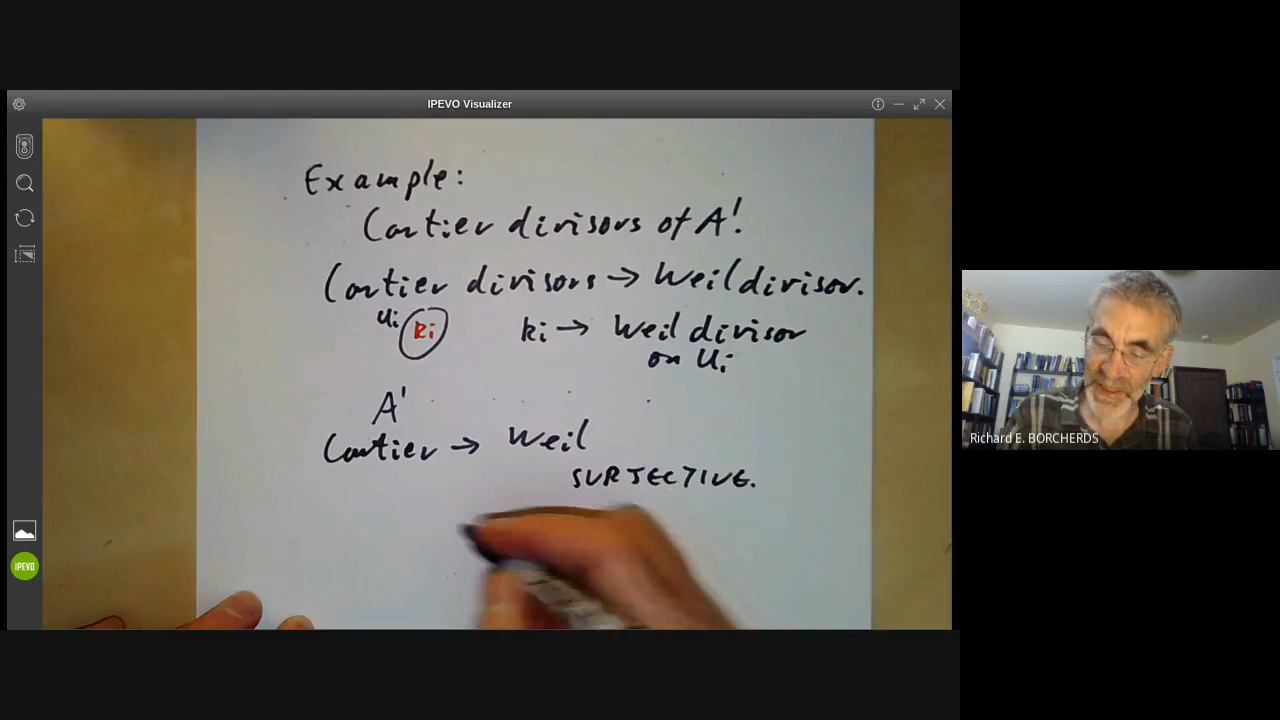 IPEVO Visualizer
Example:
Cartier divisors of A¹.
Cartier divisors → Weil divisor.
Ui ki ki → Weil divisor
on Ui
A¹
Cartier → Weil
SURJECTIVE.
IPEVO
Richard E. BORCHERDS